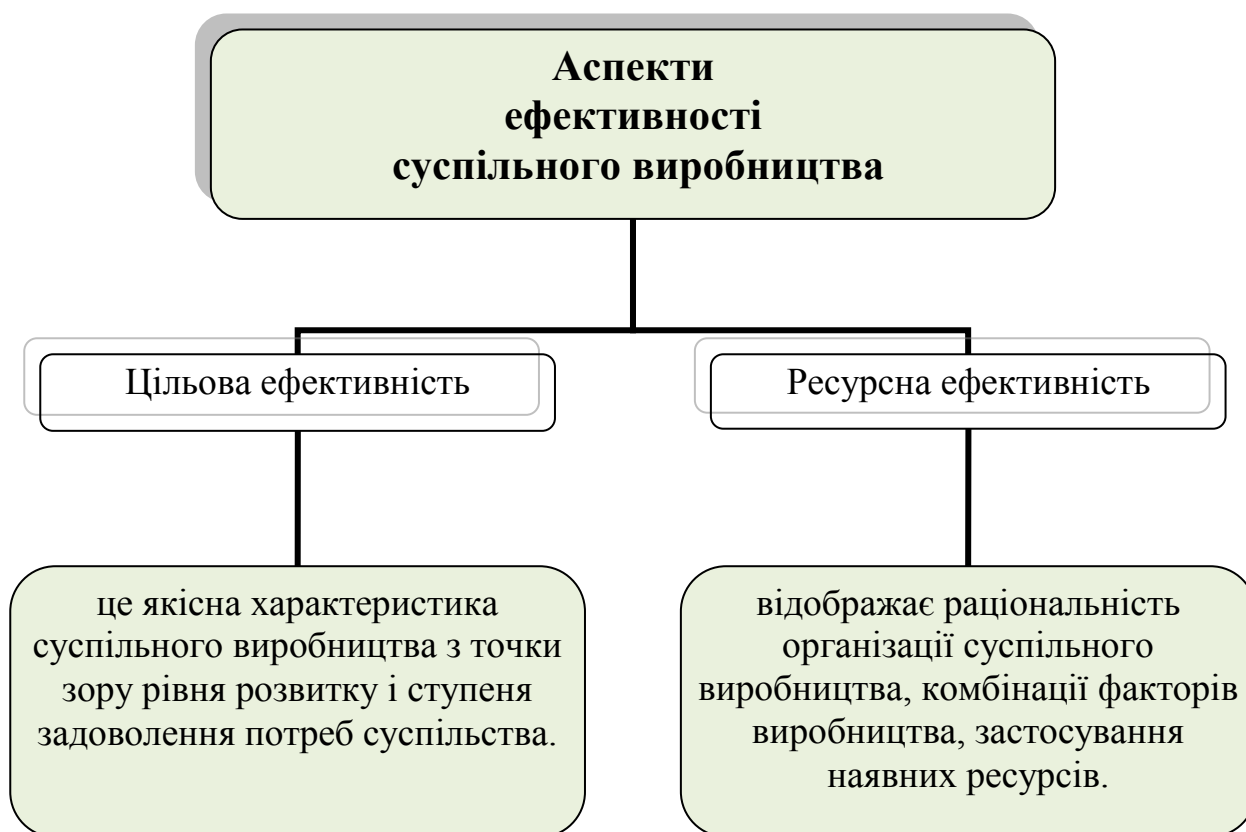 Аспекти
ефективності
суспільного виробництва
Цільова ефективність
Ресурсна ефективність
це якісна характеристика
суспільного виробництва з точки
зору рівня розвитку і ступеня
задоволення потреб суспільства.
відображає раціональність
організації суспільного
виробництва, комбінації факторів
виробництва, застосування
наявних ресурсів.